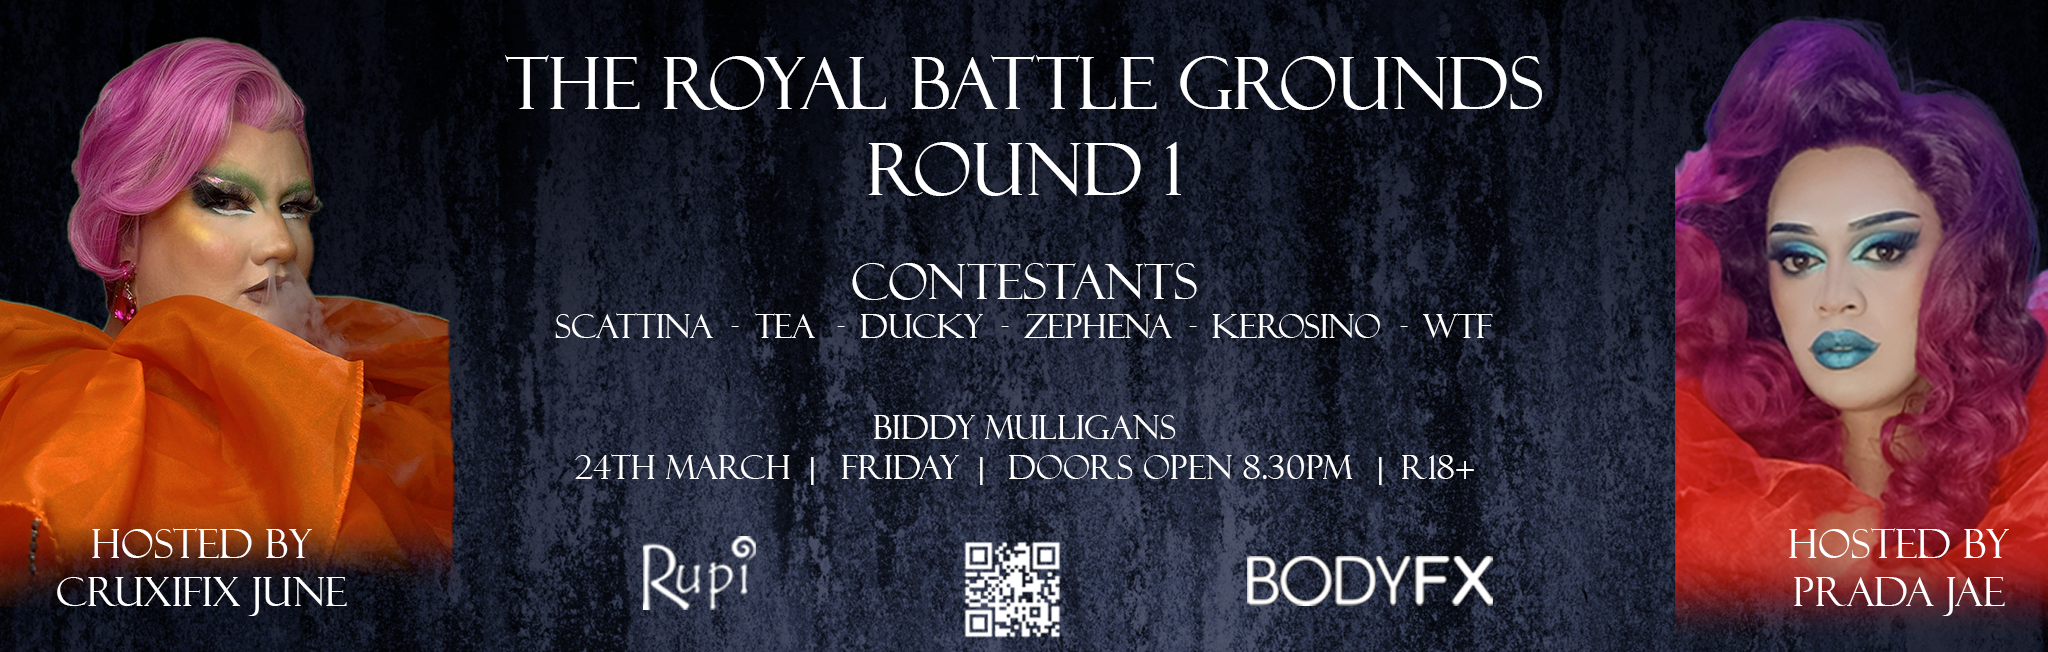 THE ROYAL BATTLE GROUNDS
ROUND 1
CONTESTANTS
SCATTINA - TEA - DUCKY - ZEPHENA - KEROSINO - WTF
BIDDY MULLIGANS
24TH MARCH | FRIDAY | DOORS OPEN 8.30PM | R18+
HOSTED BY
CRUXIFIX JUNE
Rupi
BODYFX
HOSTED BY
PRADA JAE